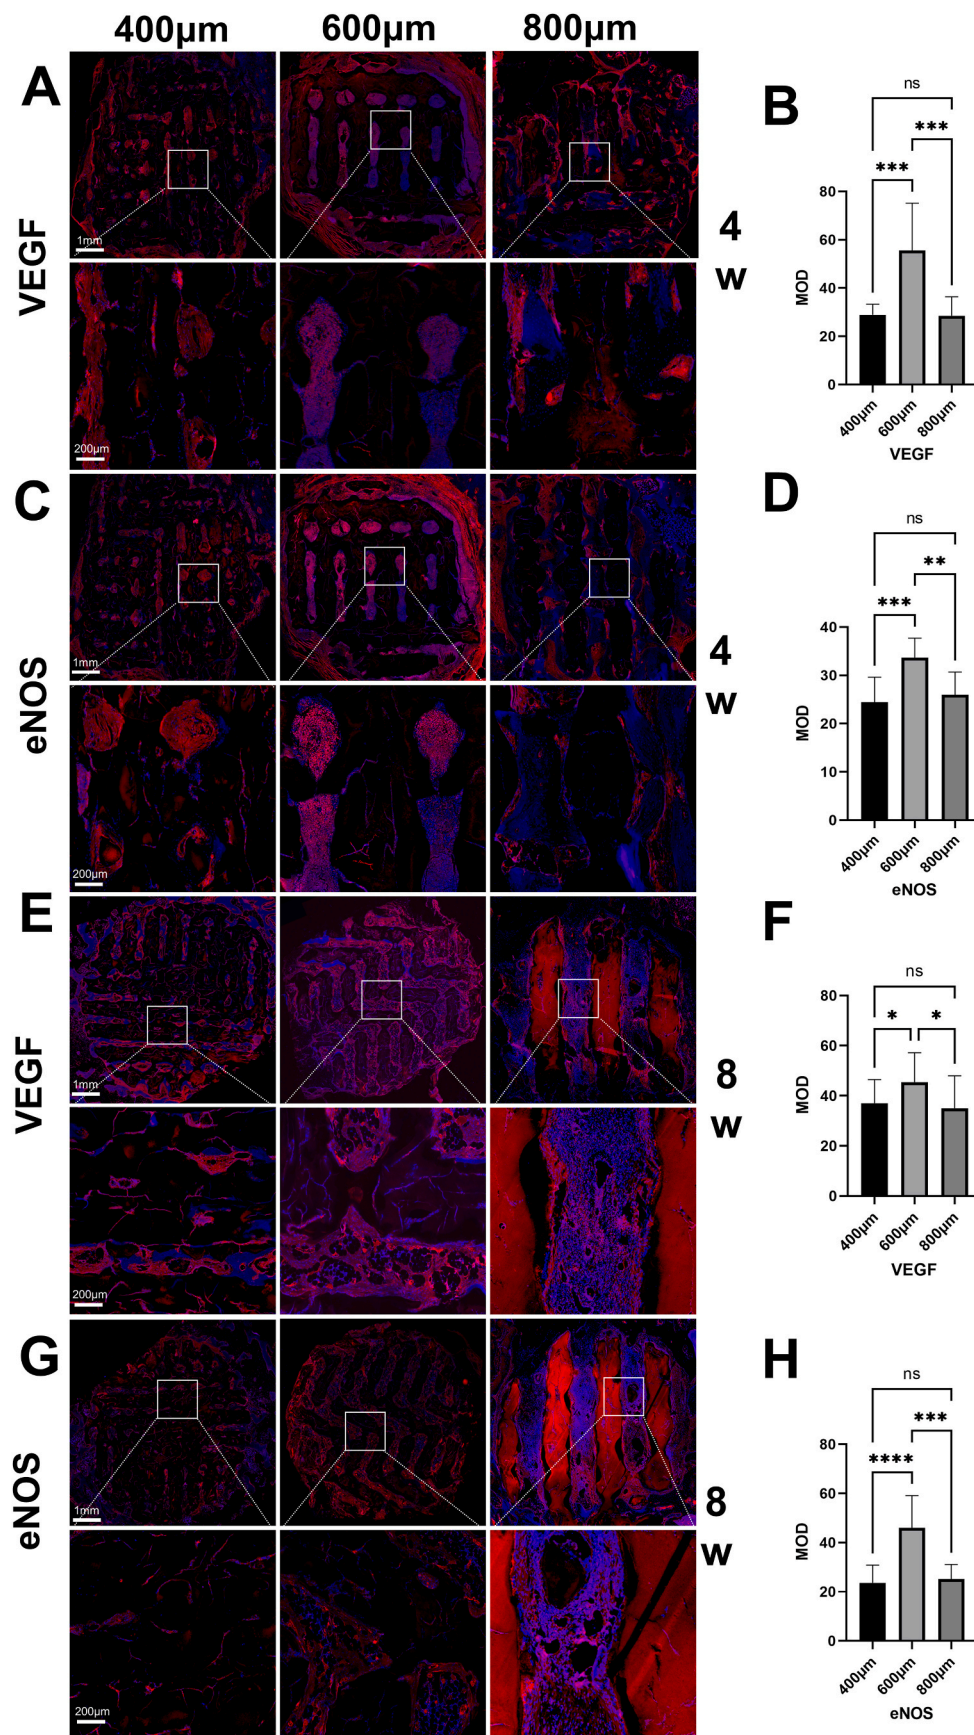 400μm 600μm 800μm
A
VEGF
1mm
200μm
4
w
B
ns
***
***
80
60
40
20
0
MOD
400μm
600μm
800μm
VEGF
C
eNOS
1mm
200μm
4
w
D
ns
**
***
40
30
20
10
0
MOD
400μm
600μm
800μm
eNOS
E
VEGF
1mm
200μm
8
w
F
ns
* *
80
60
40
20
0
MOD
400μm
600μm
800μm
VEGF
G
eNOS
1mm
200μm
8
w
H
ns
***
****
80
60
40
20
0
MOD
400μm
600μm
800μm
eNOS